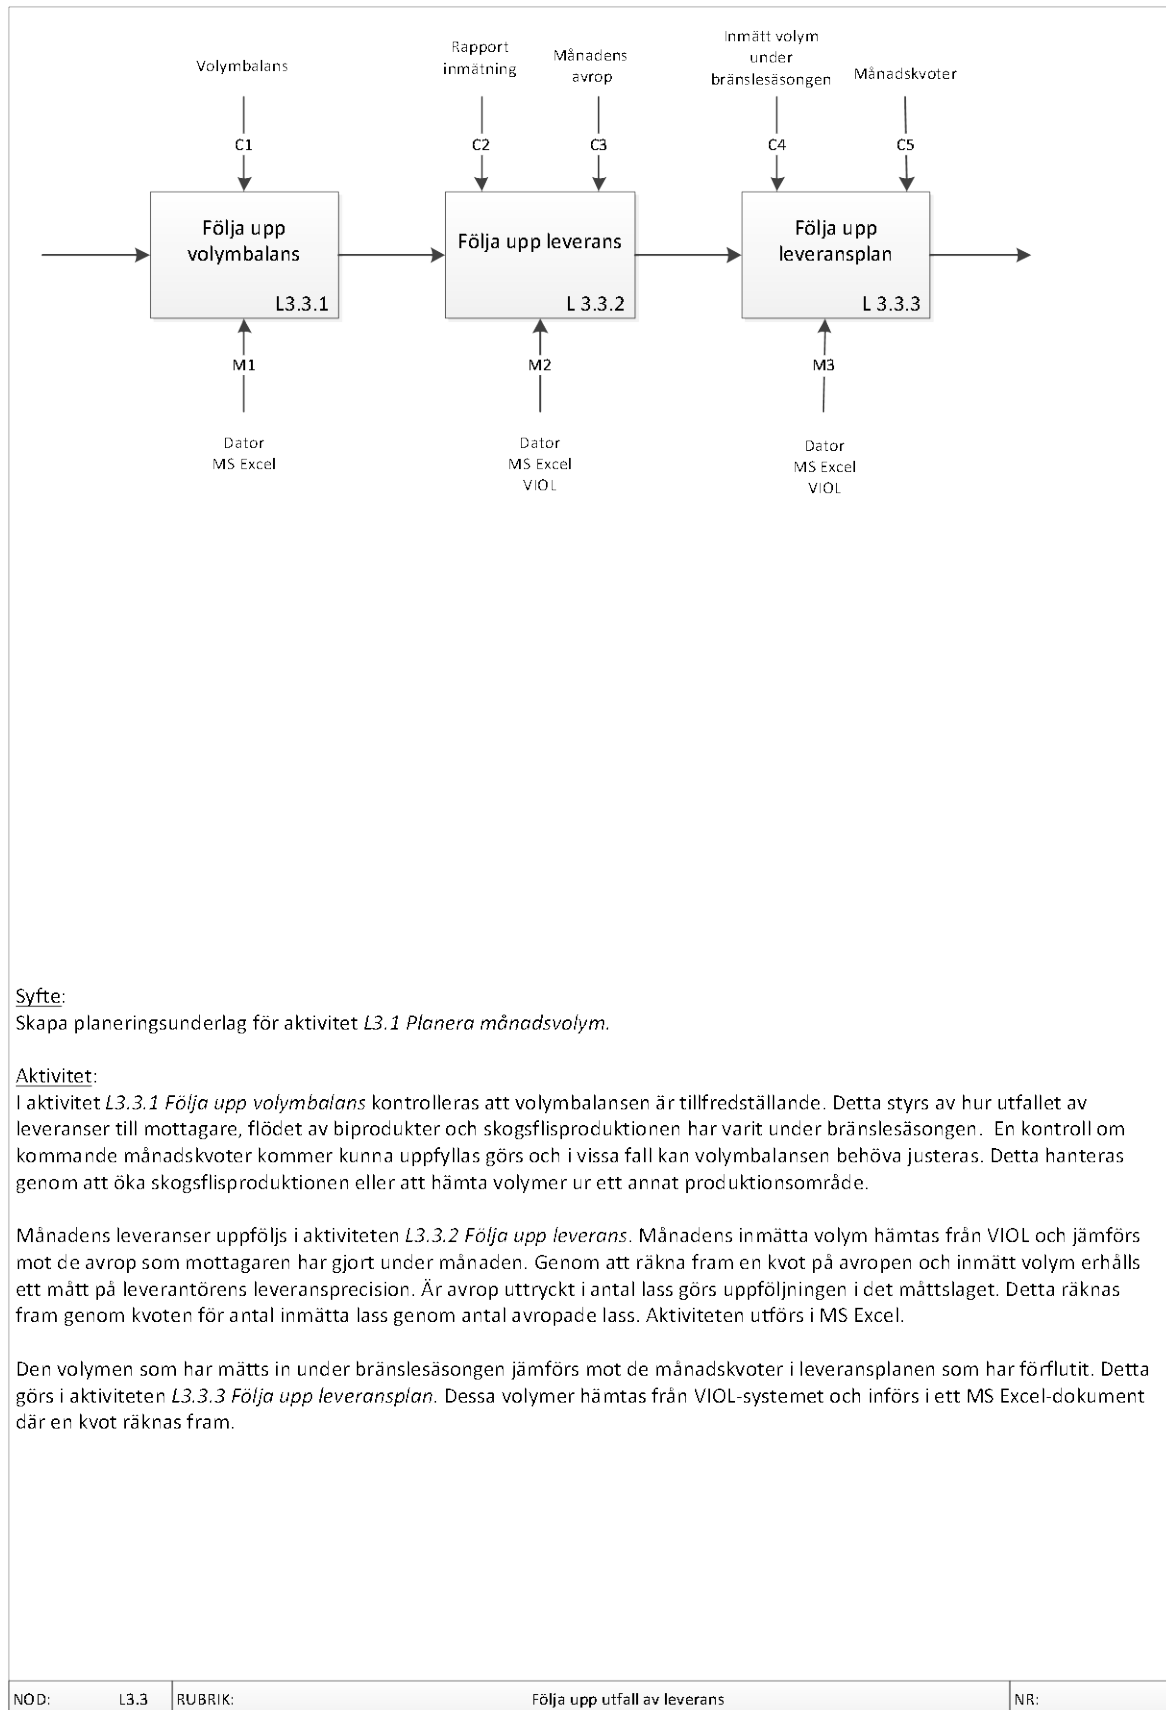 Volymbalans
Rapport
inmätning
Månadens
avrop
Inmätt volym
under
bränslesäsongen
Månadskvoter
C1
C2
C3
C4
C5
Följa upp
volymbalans
L3.3.1
Följa upp leverans
L 3.3.2
Följa upp
leveransplan
L 3.3.3
M1
M2
M3
Dator
MS Excel
Dator
MS Excel
VIOL
Dator
MS Excel
VIOL
Syfte:
Skapa planeringsunderlag för aktivitet L3.1 Planera månadsvolym.
Aktivitet:
I aktivitet L3.3.1 Följa upp volymbalans kontrolleras att volymbalansen är tillfredställande. Detta styrs av hur utfallet av
leveranser till mottagare, flödet av biprodukter och skogsflisproduktionen har varit under bränslesäsongen. En kontroll om
kommande månadskvoter kommer kunna uppfyllas görs och i vissa fall kan volymbalansen behöva justeras. Detta hanteras
genom att öka skogsflisproduktionen eller att hämta volymer ur ett annat produktionsområde.
Månadens leveranser uppföljs i aktiviteten L3.3.2 Följa upp leverans. Månadens inmätta volym hämtas från VIOL och jämförs
mot de avrop som mottagaren har gjort under månaden. Genom att räkna fram en kvot på avropen och inmätt volym erhålls
ett mått på leverantörens leveransprecision. Är avrop uttryckt i antal lass görs uppföljningen i det måttslaget. Detta räknas
fram genom kvoten för antal inmätta lass genom antal avropade lass. Aktiviteten utförs i MS Excel.
Den volymen som har mätts in under bränslesäsongen jämförs mot de månadskvoter i leveransplanen som har förflutit. Detta
görs i aktiviteten L3.3.3 Följa upp leveransplan. Dessa volymer hämtas från VIOL-systemet och införs i ett MS Excel-dokument
där en kvot räknas fram.
NOD: L3.3 RUBRIK: Följa upp utfall av leverans NR: